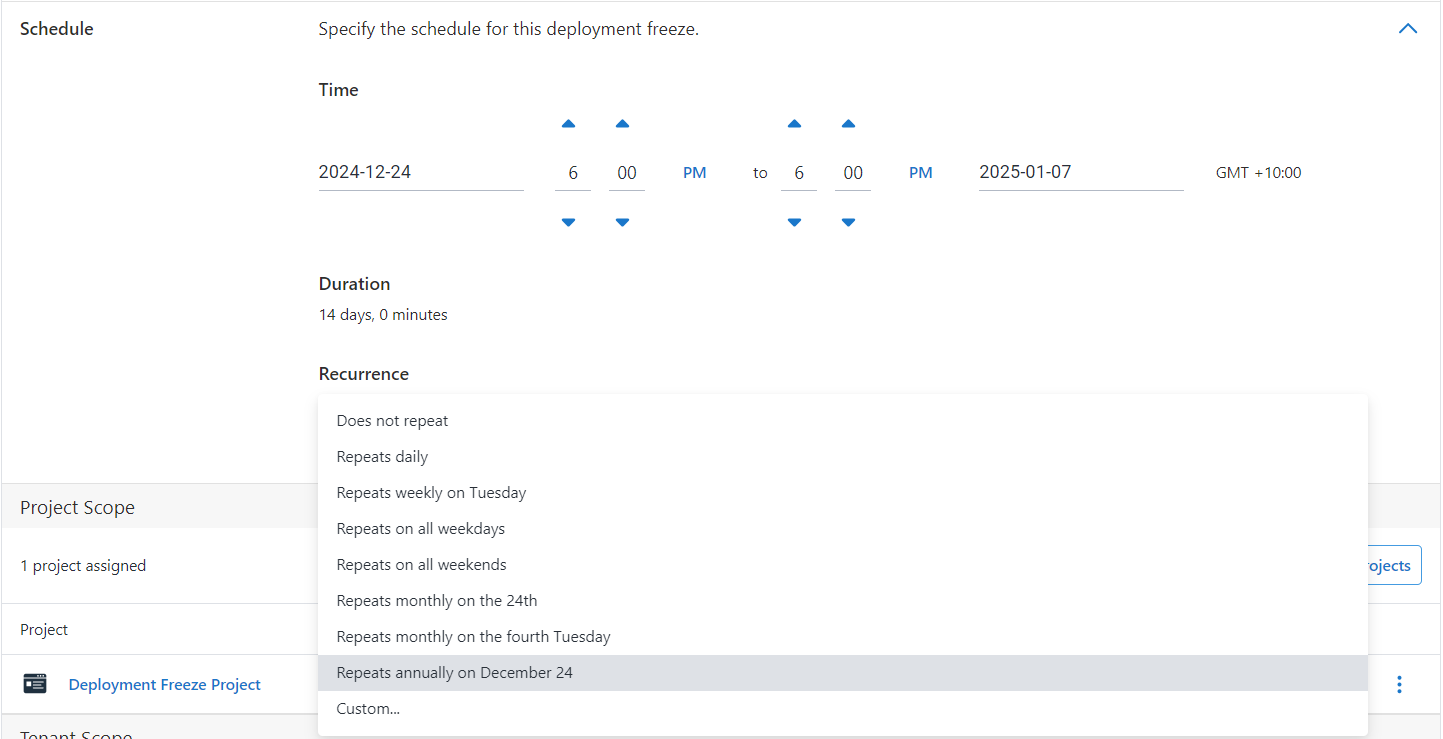 Schedule
Specify the schedule for this deployment freeze.
Time
2024-12-24 6 00 PM to 6 00 PM 2025-01-07 GMT +10:00
Duration
14 days, 0 minutes
Recurrence
Does not repeat
Repeats daily
Repeats weekly on Tuesday
Repeats on all weekdays
Repeats on all weekends
Repeats monthly on the 24th
Repeats monthly on the fourth Tuesday
Repeats annually on December 24
Custom...
Project Scope
1 project assigned
ojects
Project
Deployment Freeze Project
Tenant Scope